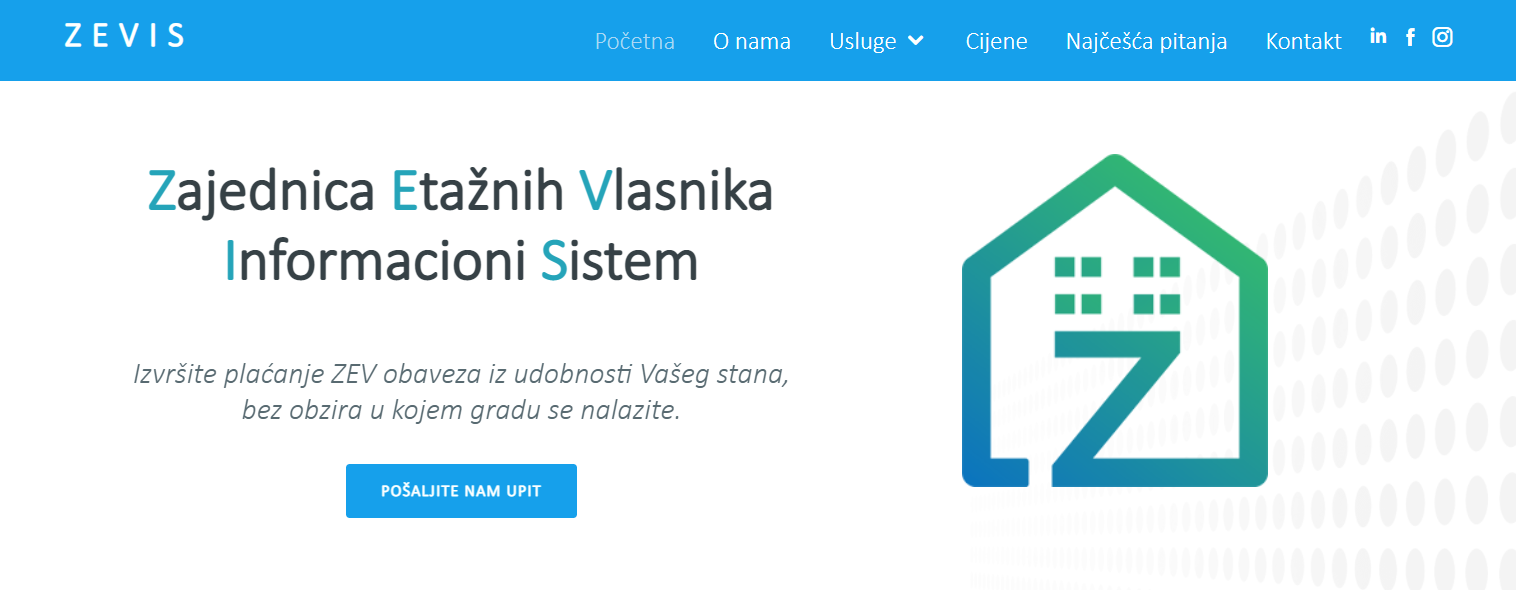 ZEVIS
Početna O nama Usluge Cijene Najčešća pitanja Kontakt
Zajednica Etažnih Vlasnika
Informacioni Sistem
Izvršite plaćanje ZEV obaveza iz udobnosti Vašeg stana,
bez obzira u kojem gradu se nalazite.
POŠALJITE NAM UPIT